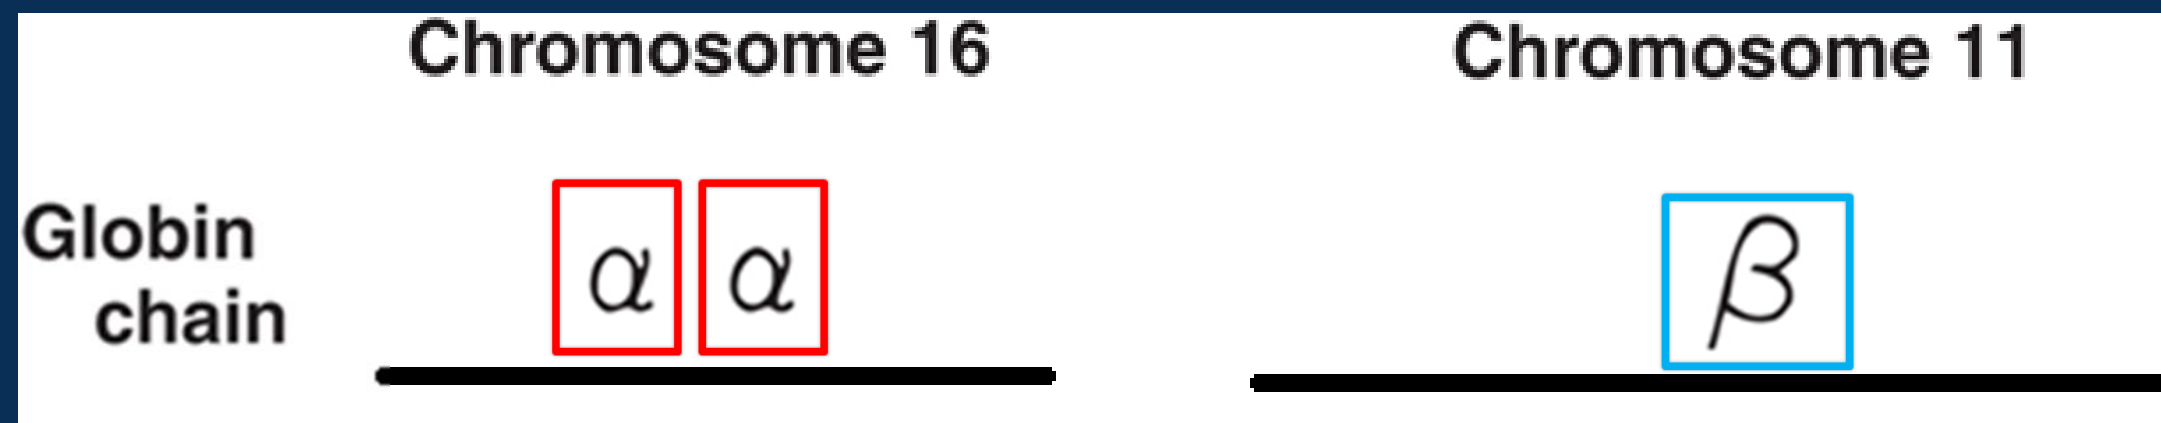 Chromosome 16
Chromosome 11
Globin
chain
α α
β